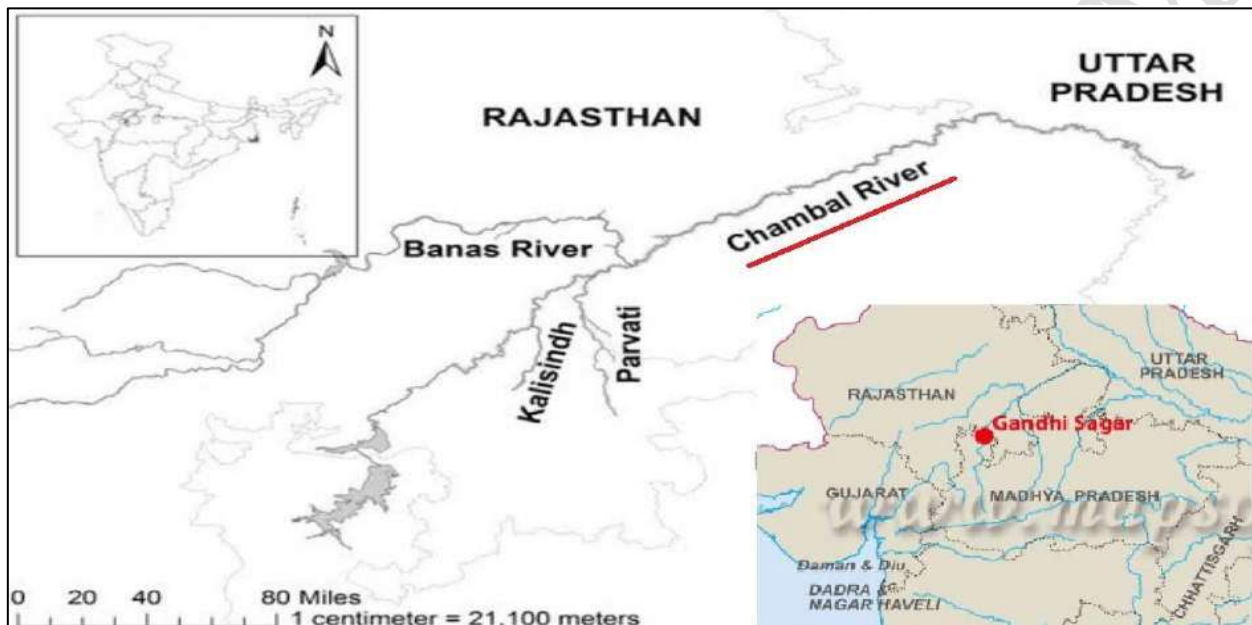 N
UTTAR
PRADESH
RAJASTHAN
Chambal River
Banas River
Kalisindh
Parvati
0 20 40 80 Miles
1 centimeter = 21,100 meters
UTTAR
PRADESH
RAJASTHAN
Gandhi Sagar
GUJARAT
MADHYA PRADESH
Daman & Diu
DADRA &
NAGAR HAVELI
CHHATTISGARH